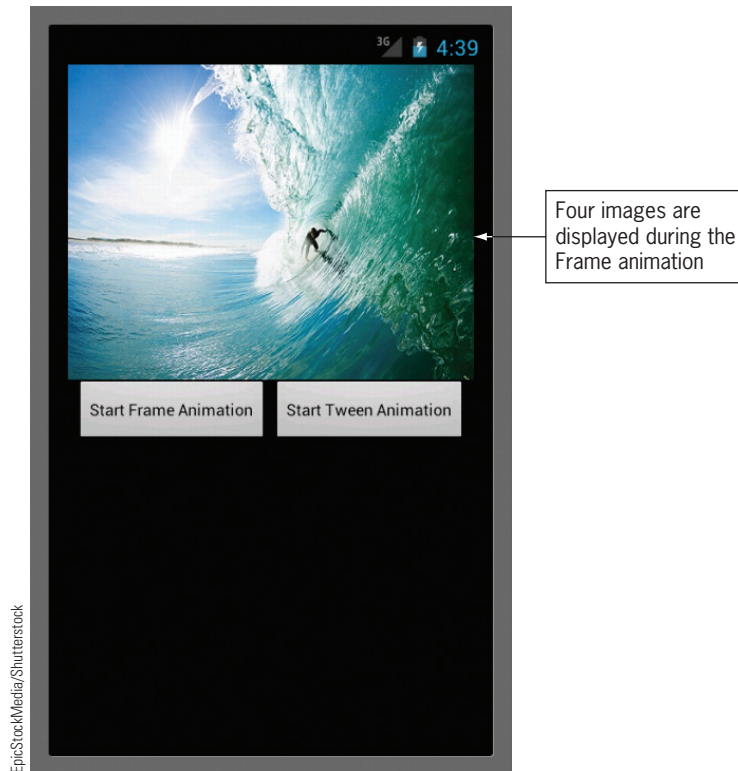 3G 4:39
Four images are
displayed during the
Frame animation
Start Frame Animation Start Tween Animation
EpicStockMedia/Shutterstock